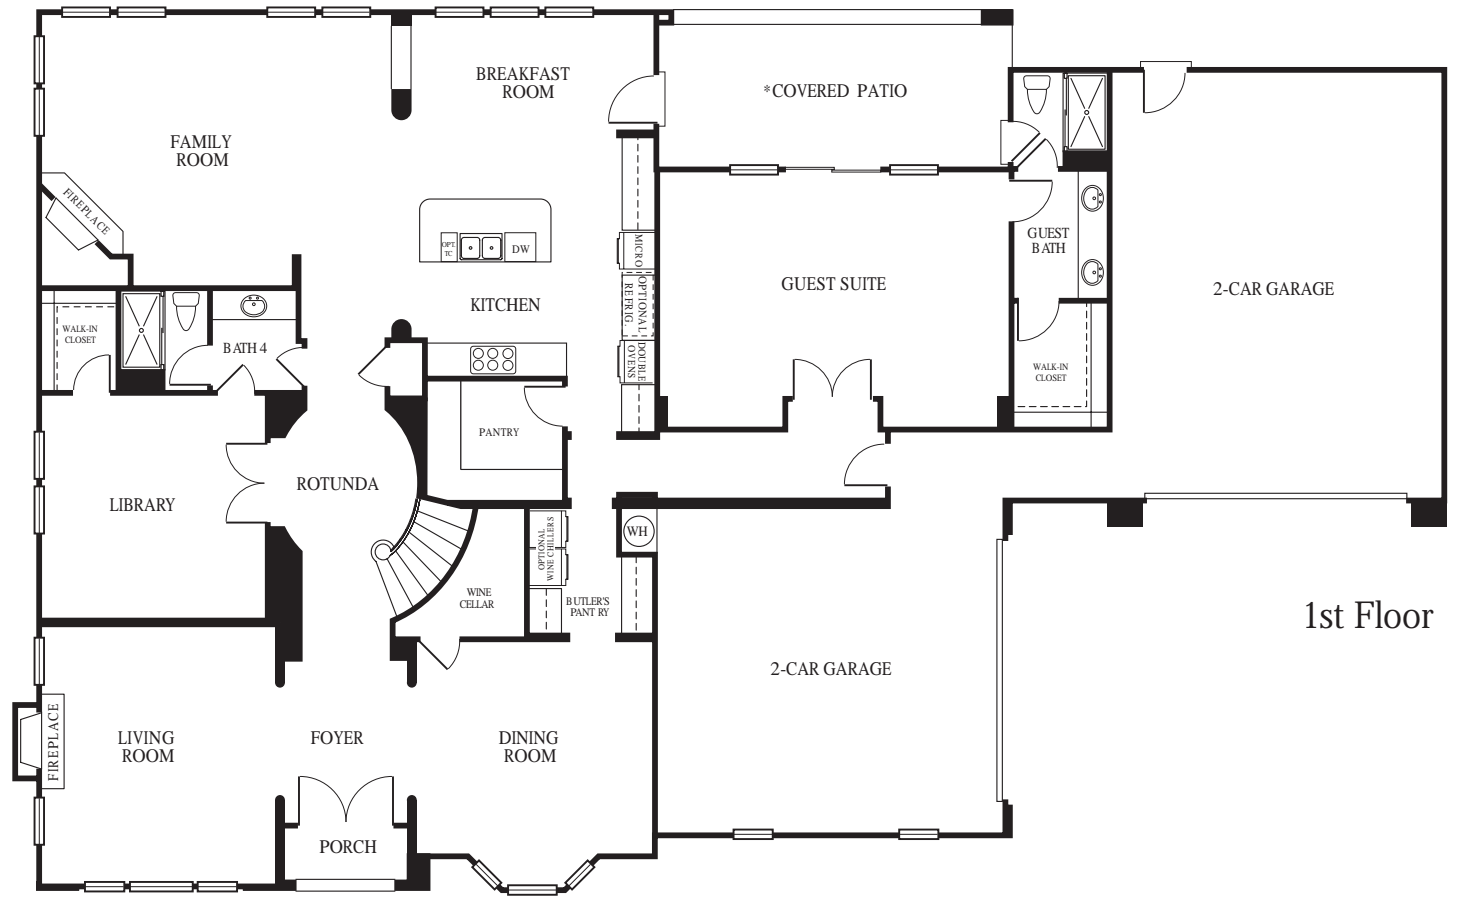 BREAKFAST
ROOM
*COVERED PATIO
FAMILY
ROOM
FIREPLACE
OPT.
TC
DW
MICRO
GUEST
BATH
GUEST SUITE
2-CAR GARAGE
KITCHEN
OPTIONAL
REFRIG.
WALK-IN
CLOSET
BATH 4
DOUBLE
OVENS
WALK-IN
CLOSET
PANTRY
ROTUNDA
LIBRARY
OPTIONAL
WINE CHILLERS
WH
WINE
CELLAR
BUTLER'S
PANT RY
1st Floor
2-CAR GARAGE
FIREPLACE
LIVING
ROOM
FOYER
DINING
ROOM
PORCH